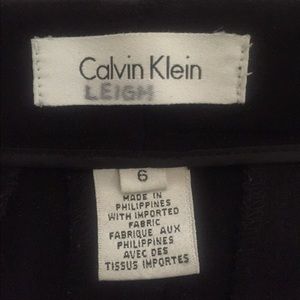 Calvin Klein
LEIGH
6
MADE IN
PHILIPPINES
WITH IMPORTED
FABRIC
FABRIQUE AUX
PHILIPPINES
AVEC DES
TISSUS IMPORTES